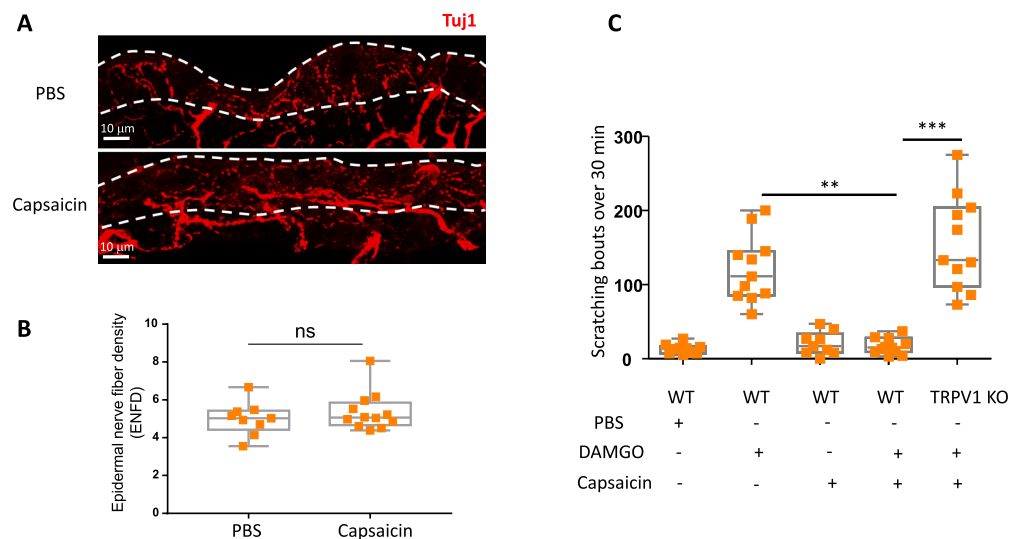 A
Tuj1
PBS
10 µm
Capsaicin
10 µm
B
Epidermal nerve fiber density
(ENFD)
10
8
6
4
2
0
ns
PBS
Capsaicin
C
Scratching bouts over 30 min
300
200
100
0
**
***
WT WT WT WT TRPV1 KO
PBS + - - - -
DAMGO - + - + +
Capsaicin - - + + +